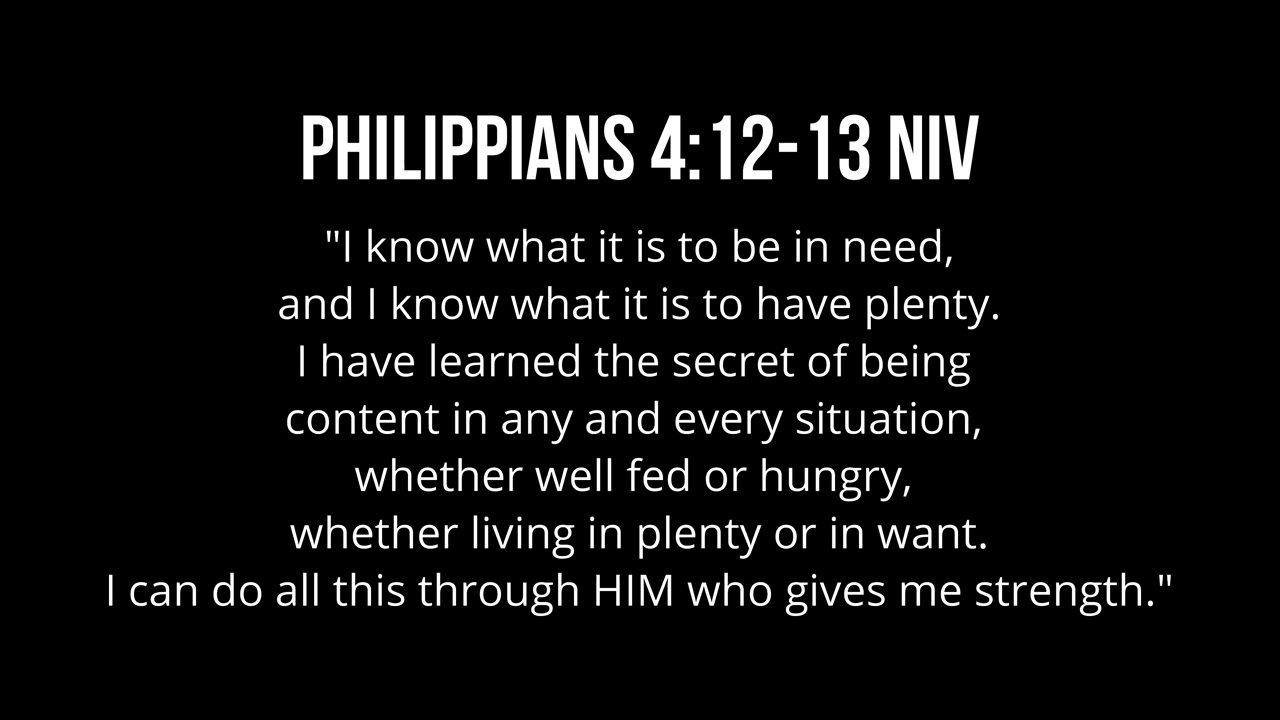 PHILIPPIANS 4:12-13 NIV
"I know what it is to be in need,
and I know what it is to have plenty.
I have learned the secret of being
content in any and every situation,
whether well fed or hungry,
whether living in plenty or in want.
I can do all this through HIM who gives me strength."